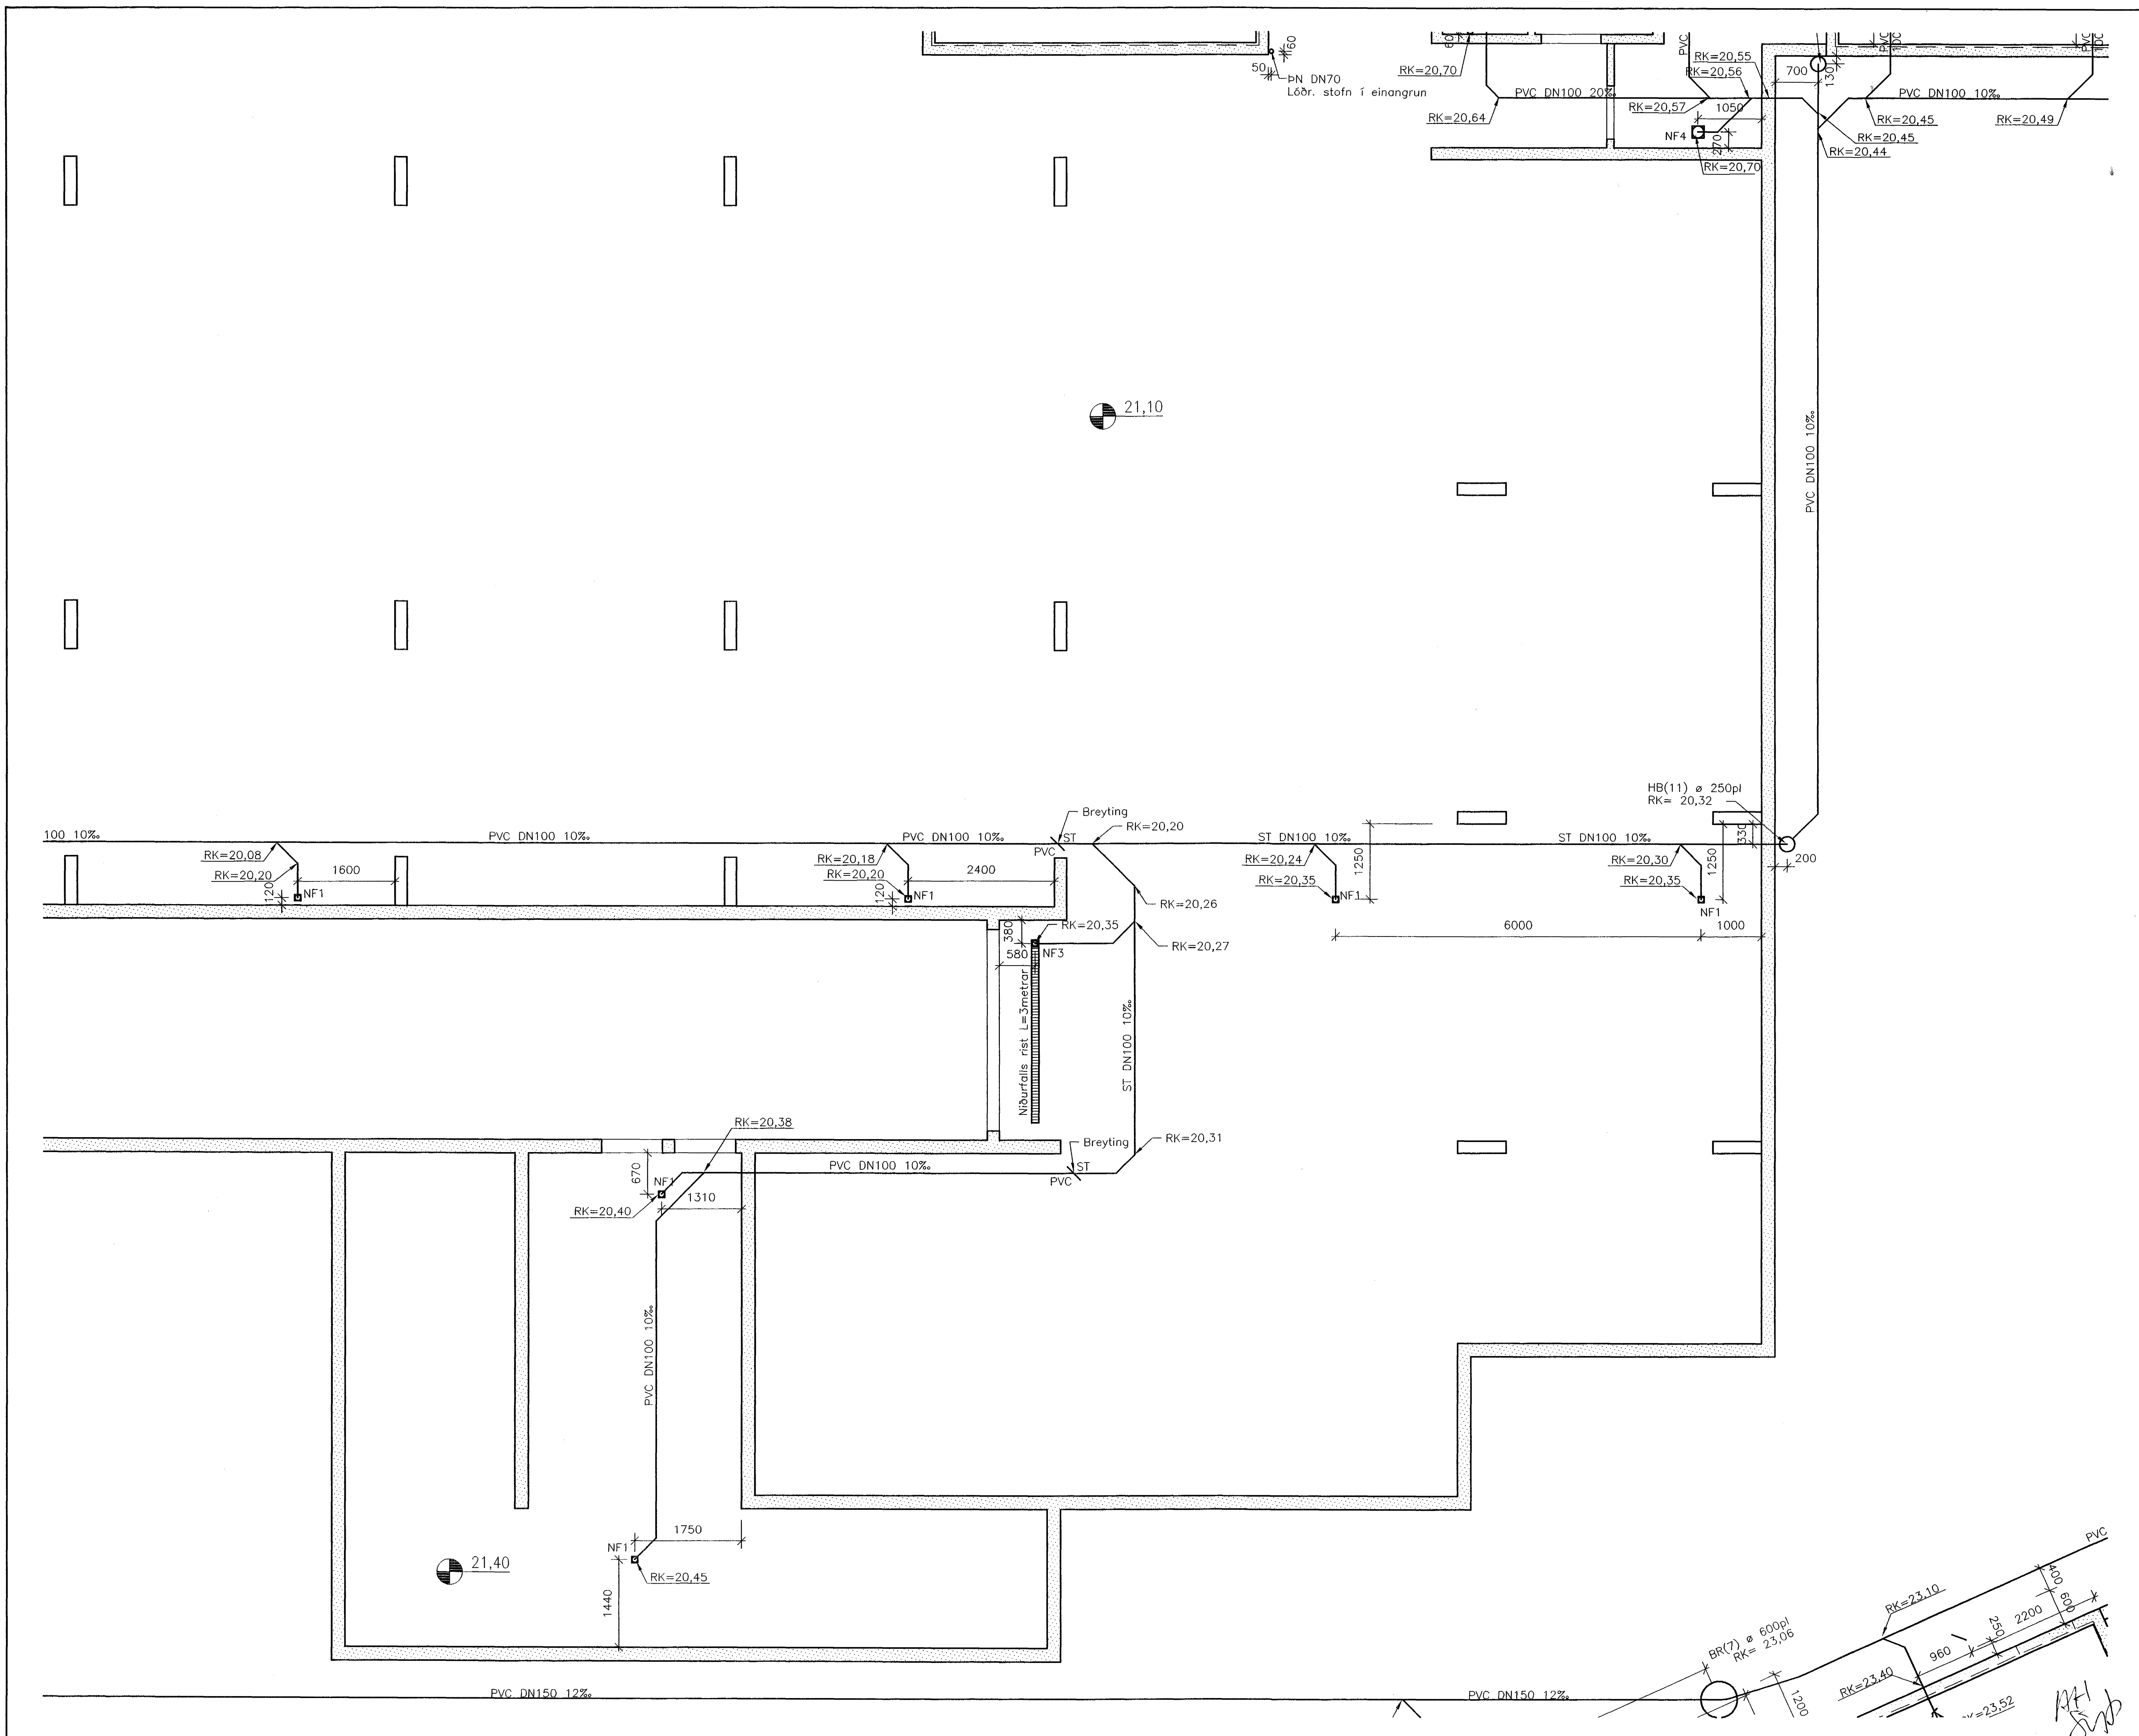 60
50
ÞN DN70
Lóðr. stofn í einangrun
60
RK=20,70
PVC
RK=20,55
RK=20,56
700
130
PVC
100
PVC
100
PVC DN100 20‰
RK=20,57
1050
PVC DN100 10‰
RK=20,64
NF4
270
RK=20,45
RK=20,49
RK=20,45
RK=20,44
RK=20,70
21,10
PVC DN100 10‰
HB(11) ø 250pl
RK= 20,32
330
200
100 10‰
PVC DN100 10‰
PVC DN100 10‰
Breyting
ST
PVC
RK=20,20
ST DN100 10‰
ST DN100 10‰
RK=20,08
RK=20,20
1600
120
NF1
RK=20,18
RK=20,20
2400
120
NF1
RK=20,24
RK=20,35
1250
NF1
RK=20,30
RK=20,35
1250
NF1
RK=20,26
RK=20,35
380
580
NF3
RK=20,27
6000
1000
Niðurfalls rist L=3metrar
ST DN100 10‰
RK=20,38
Breyting
RK=20,31
670
PVC DN100 10‰
ST
PVC
NF1
1310
RK=20,40
PVC DN100 10‰
1750
NF1
21,40
RK=20,45
1440
PVC
400
600
RK=23,10
2200
250
BR(7) ø 600pl
RK= 23,06
960
RK=23,40
1200
RK=23,52
PVC DN150 12‰
PVC DN150 12‰